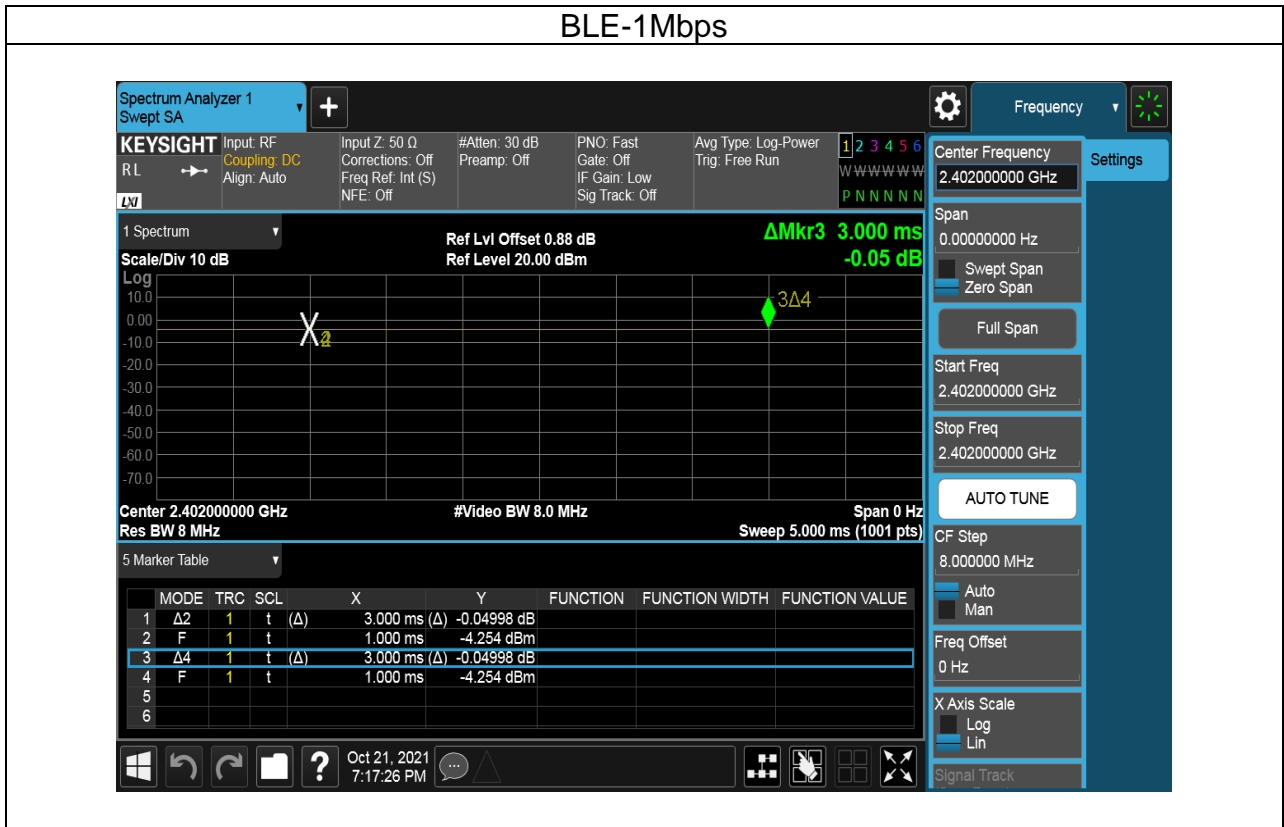 BLE-1Mbps
Spectrum Analyzer 1
Swept SA
+
Frequency
KEYSIGHT
RL
LXI
Input: RF
Coupling: DC
Align: Auto
Input Z: 50 Ω
Corrections: Off
Freq Ref: Int (S)
NFE: Off
#Atten: 30 dB
Preamp: Off
PNO: Fast
Gate: Off
IF Gain: Low
Sig Track: Off
Avg Type: Log-Power
Trig: Free Run
1 2 3 4 5 6
W W W W W W
P N N N N N
1 Spectrum
Scale/Div 10 dB
Ref Lvl Offset 0.88 dB
Ref Level 20.00 dBm
ΔMkr3 3.000 ms
-0.05 dB
Log
10.0
0.00
-10.0
-20.0
-30.0
-40.0
-50.0
-60.0
-70.0
3Δ4
Center 2.402000000 GHz
#Video BW 8.0 MHz
Span 0 Hz
Res BW 8 MHz
Sweep 5.000 ms (1001 pts)
5 Marker Table
MODE TRC SCL X Y FUNCTION FUNCTION WIDTH FUNCTION VALUE
1 Δ2 1 t (Δ) 3.000 ms (Δ) -0.04998 dB
2 F 1 t 1.000 ms -4.254 dBm
3 Δ4 1 t (Δ) 3.000 ms (Δ) -0.04998 dB
4 F 1 t 1.000 ms -4.254 dBm
5
6
?
Oct 21, 2021
7:17:26 PM
Center Frequency
2.402000000 GHz
Settings
Span
0.00000000 Hz
Swept Span
Zero Span
Full Span
Start Freq
2.402000000 GHz
Stop Freq
2.402000000 GHz
AUTO TUNE
CF Step
8.000000 MHz
Auto
Man
Freq Offset
0 Hz
X Axis Scale
Log
Lin
Signal Track